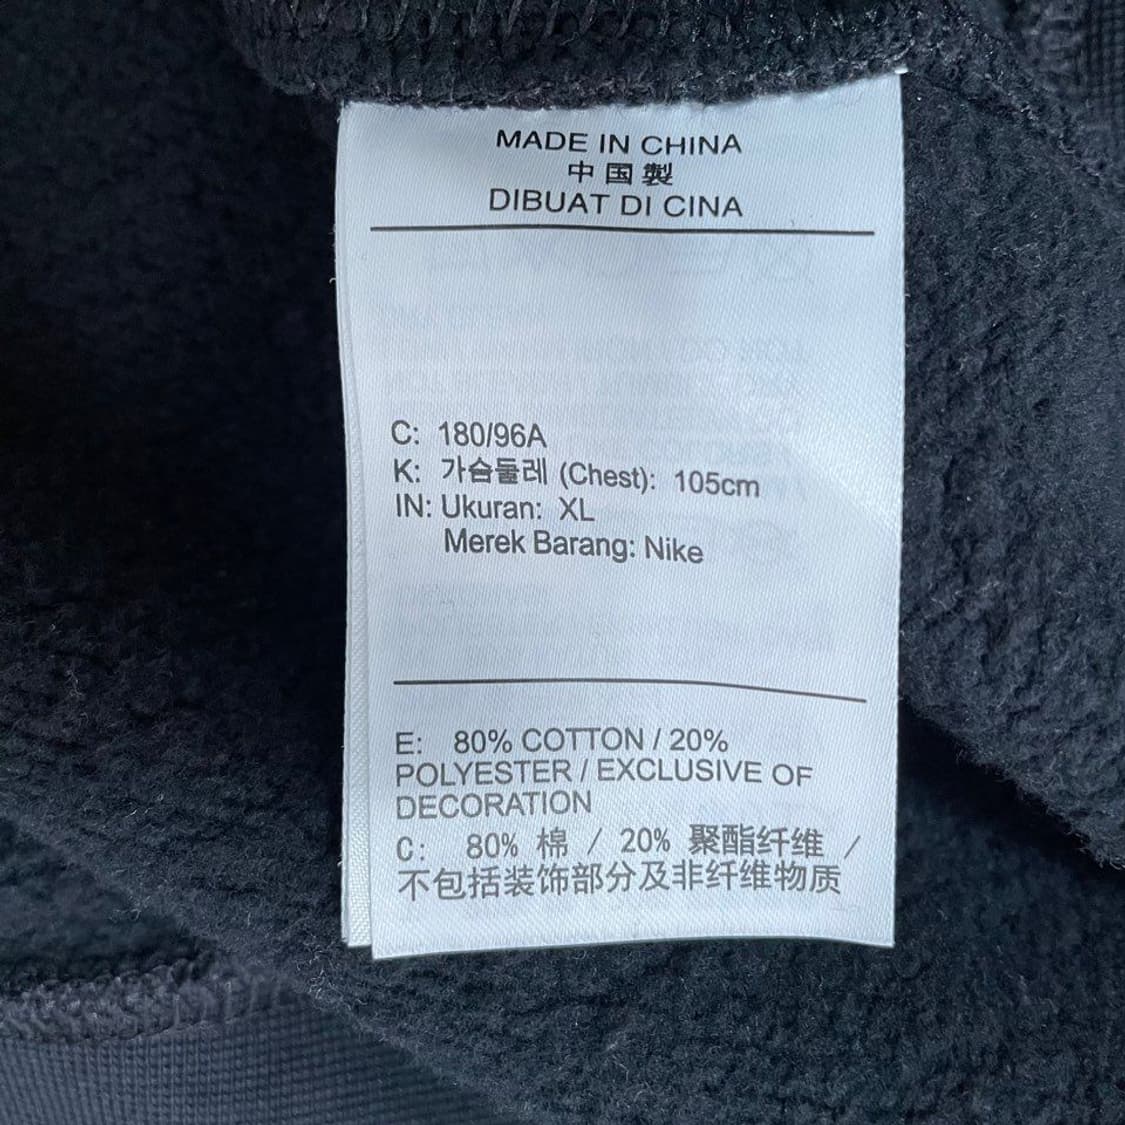 MADE IN CHINA
中国製
DIBUAT DI CINA
C: 180/96A
K: 가슴둘레 (Chest): 105cm
IN: Ukuran: XL
Merek Barang: Nike
E: 80% COTTON / 20%
POLYESTER / EXCLUSIVE OF
DECORATION
C: 80% 棉 / 20% 聚酯纤维 /
不包括装饰部分及非纤维物质